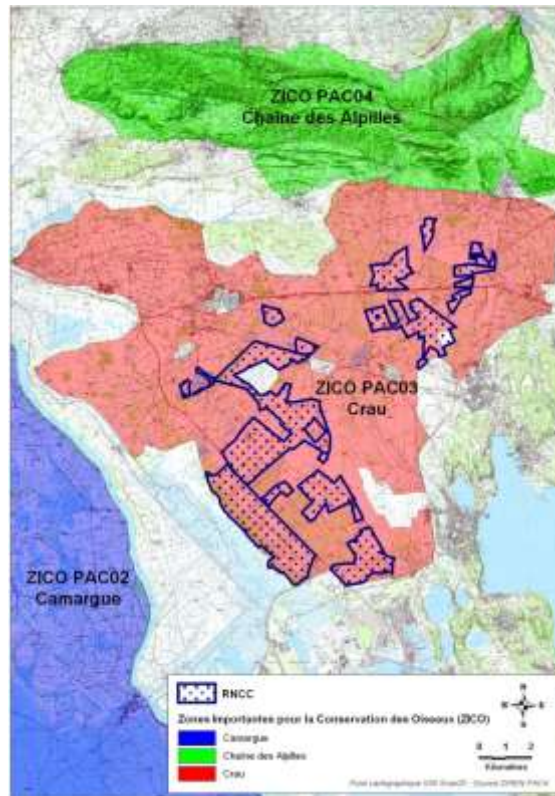 ZICO PAC04
Chaîne des Alpilles
ZICO PAC03
Crau
ZICO PAC02
Camargue
RNCC
Zones Importantes pour la Conservation des Oiseaux (ZICO)
Camargue
Chaîne des Alpilles
Crau
N
S
0 1 2
Kilomètres